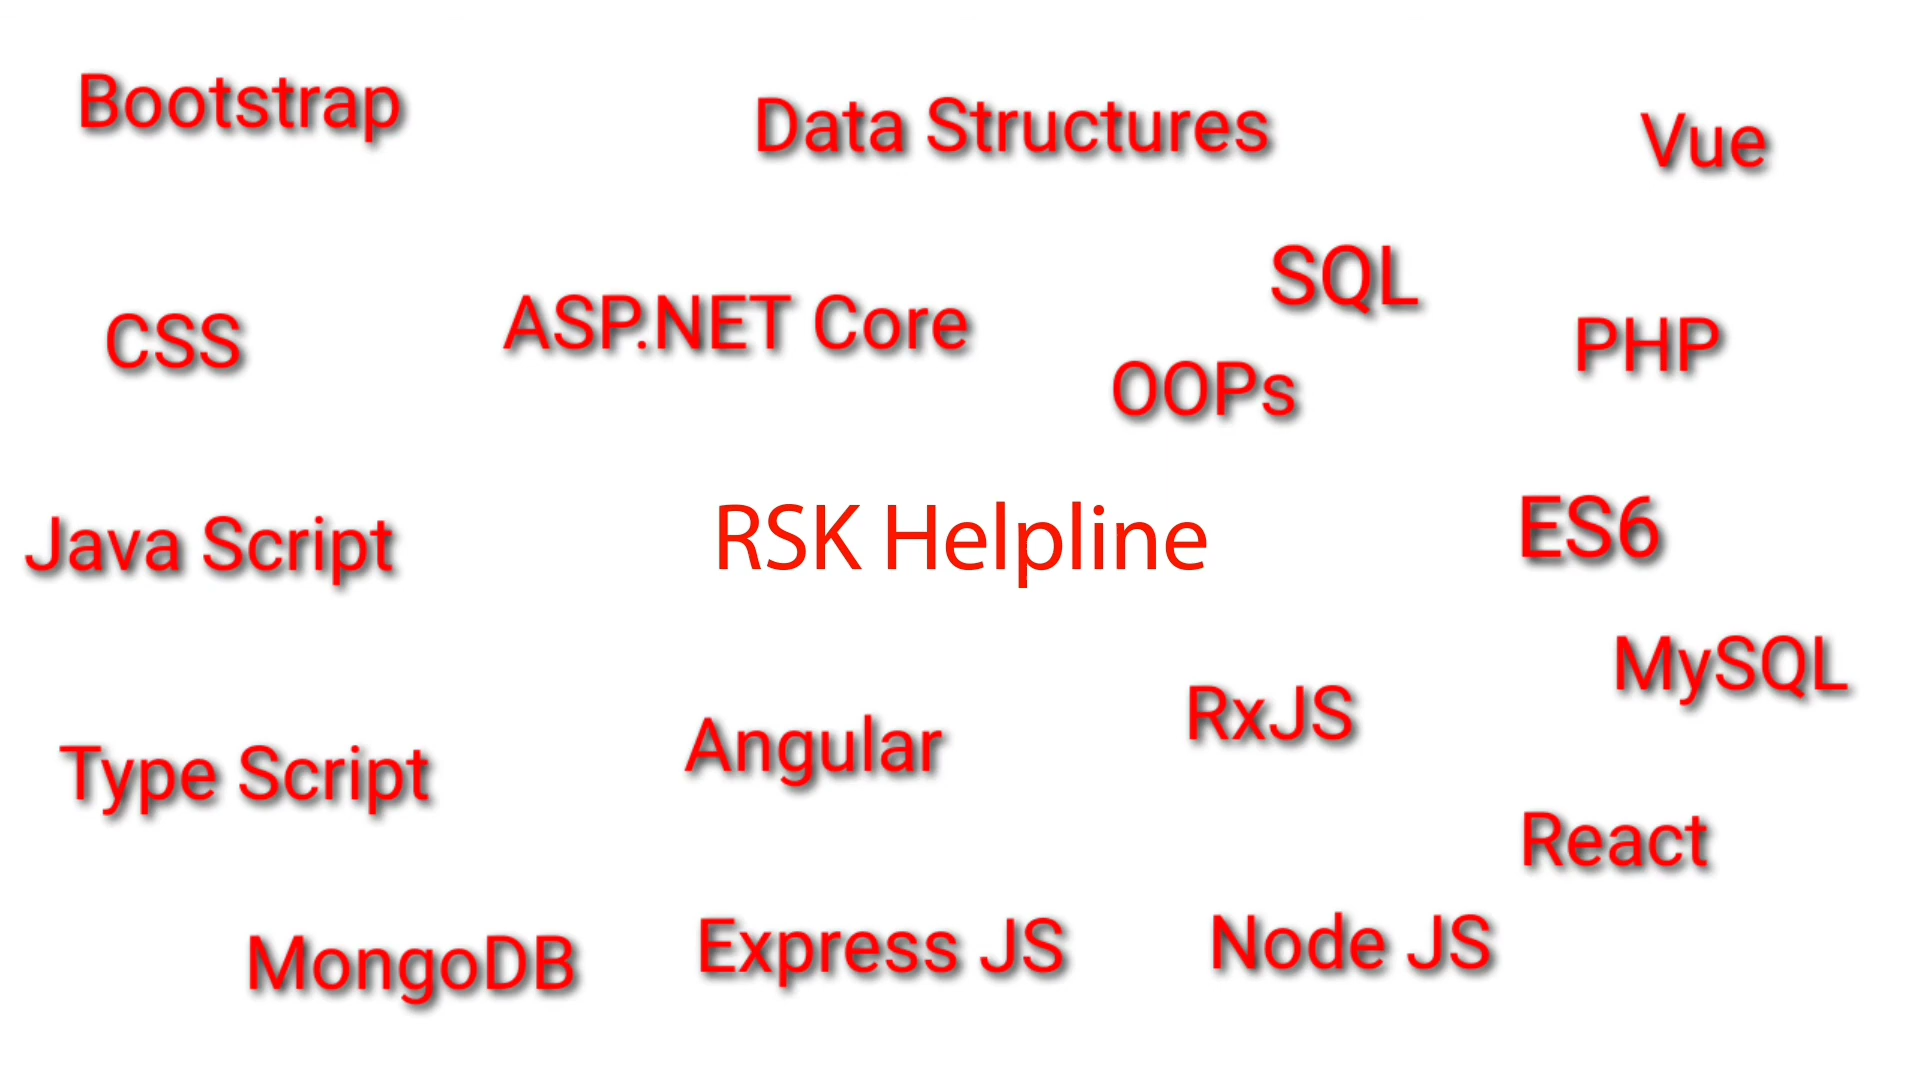 Bootstrap
Data Structures
Vue
SQL
CSS
ASP.NET Core
PHP
OOPs
Java Script
RSK Helpline
ES6
MySQL
RxJS
Type Script
Angular
React
MongoDB
Express JS
Node JS